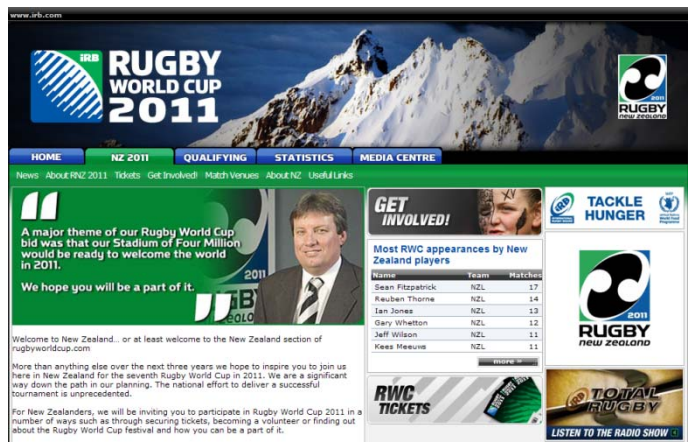 www.irb.com
iRB
RUGBY
WORLD CUP
2011
2011
RUGBY
new zealand
HOME
NZ 2011
QUALIFYING
STATISTICS
MEDIA CENTRE
News About RNZ 2011 Tickets Get Involved! Match Venues About NZ Useful Links
“
A major theme of our Rugby World Cup
bid was that our Stadium of Four Million
would be ready to welcome the world
in 2011.
We hope you will be a part of it.
”
2011
Welcome to New Zealand... or at least welcome to the New Zealand section of
rugbyworldcup.com
More than anything else over the next three years we hope to inspire you to join us
here in New Zealand for the seventh Rugby World Cup in 2011. We are a significant
way down the path in our planning. The national effort to deliver a successful
tournament is unprecedented.
For New Zealanders, we will be inviting you to participate in Rugby World Cup 2011 in a
number of ways such as through securing tickets, becoming a volunteer or finding out
about the Rugby World Cup festival and how you can be a part of it.
GET
INVOLVED!
XV
Most RWC appearances by New
Zealand players
Name Team Matches
Sean Fitzpatrick NZL 17
Reuben Thorne NZL 14
Ian Jones NZL 13
Gary Whetton NZL 12
Jeff Wilson NZL 11
Kees Meeuws NZL 11
more »
RWC
TICKETS
iRB
TACKLE
HUNGER
2011
RUGBY
new zealand
TOTAL
RUGBY
LISTEN TO THE RADIO SHOW